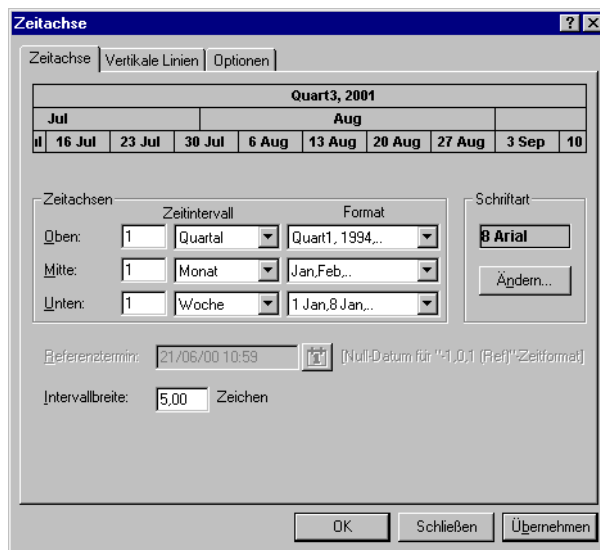 Zeitachse
Zeitachse Vertikale Linien Optionen
Quart3, 2001
Jul Aug
16 Jul 23 Jul 30 Jul 6 Aug 13 Aug 20 Aug 27 Aug 3 Sep 10
Zeitachsen Schriftart
Zeitintervall Format
Oben: 1 Quartal Quart1, 1994,.. 8 Arial
Mitte: 1 Monat Jan,Feb,.. Ändern...
Unten: 1 Woche 1 Jan,8 Jan,..
Referenztermin: 21/06/00 10:59 [Null-Datum für "-1,0,1 (Ref)"-Zeitformat]
Intervallbreite: 5,00 Zeichen
OK Schließen Übernehmen